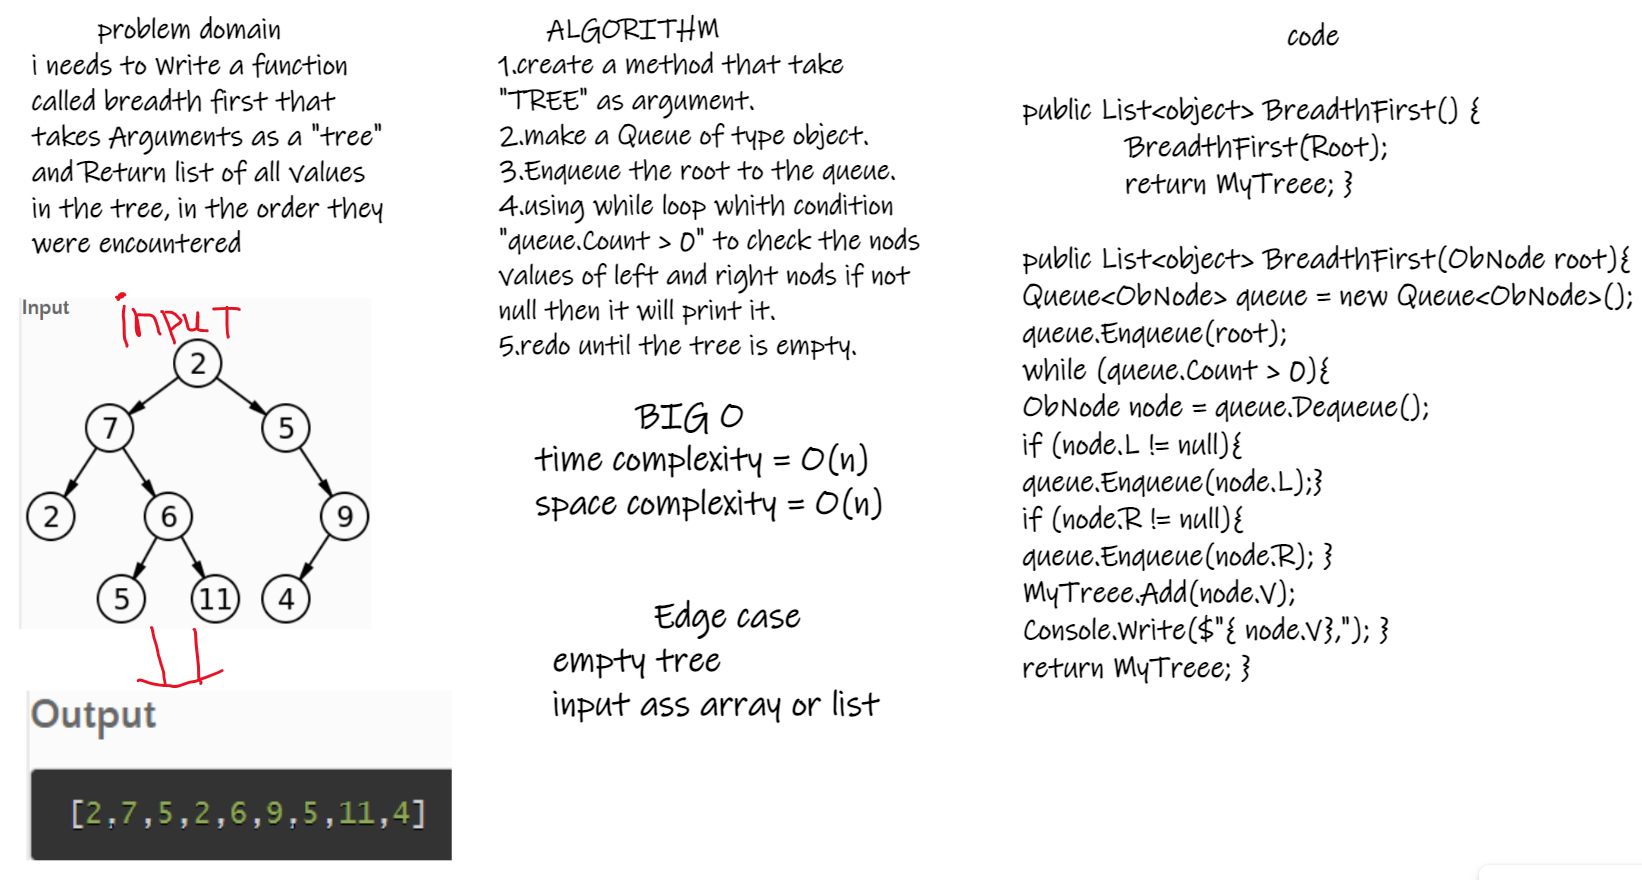 problem domain
i needs to Write a function
called breadth first that
takes Arguments as a "tree"
and Return list of all values
in the tree, in the order they
were encountered
Input
input
2
7
5
2
6
9
5
11
4
Output
[2,7,5,2,6,9,5,11,4]
ALGORITHM
1.create a method that take
"TREE" as argument.
2.make a Queue of type object.
3.Enqueue the root to the queue.
4.using while loop whith condition
"queue.Count > 0" to check the nods
values of left and right nods if not
null then it will print it.
5.redo until the tree is empty.
BIG O
time complexity = O(n)
space complexity = O(n)
Edge case
empty tree
input ass array or list
code
public List<object> BreadthFirst() {
BreadthFirst(Root);
return MyTreee; }
public List<object> BreadthFirst(ObNode root){
Queue<ObNode> queue = new Queue<ObNode>();
queue.Enqueue(root);
while (queue.Count > 0){
ObNode node = queue.Dequeue();
if (node.L != null){
queue.Enqueue(node.L);}
if (node.R != null){
queue.Enqueue(node.R); }
MyTreee.Add(node.V);
Console.Write($"{ node.V},"); }
return MyTreee; }